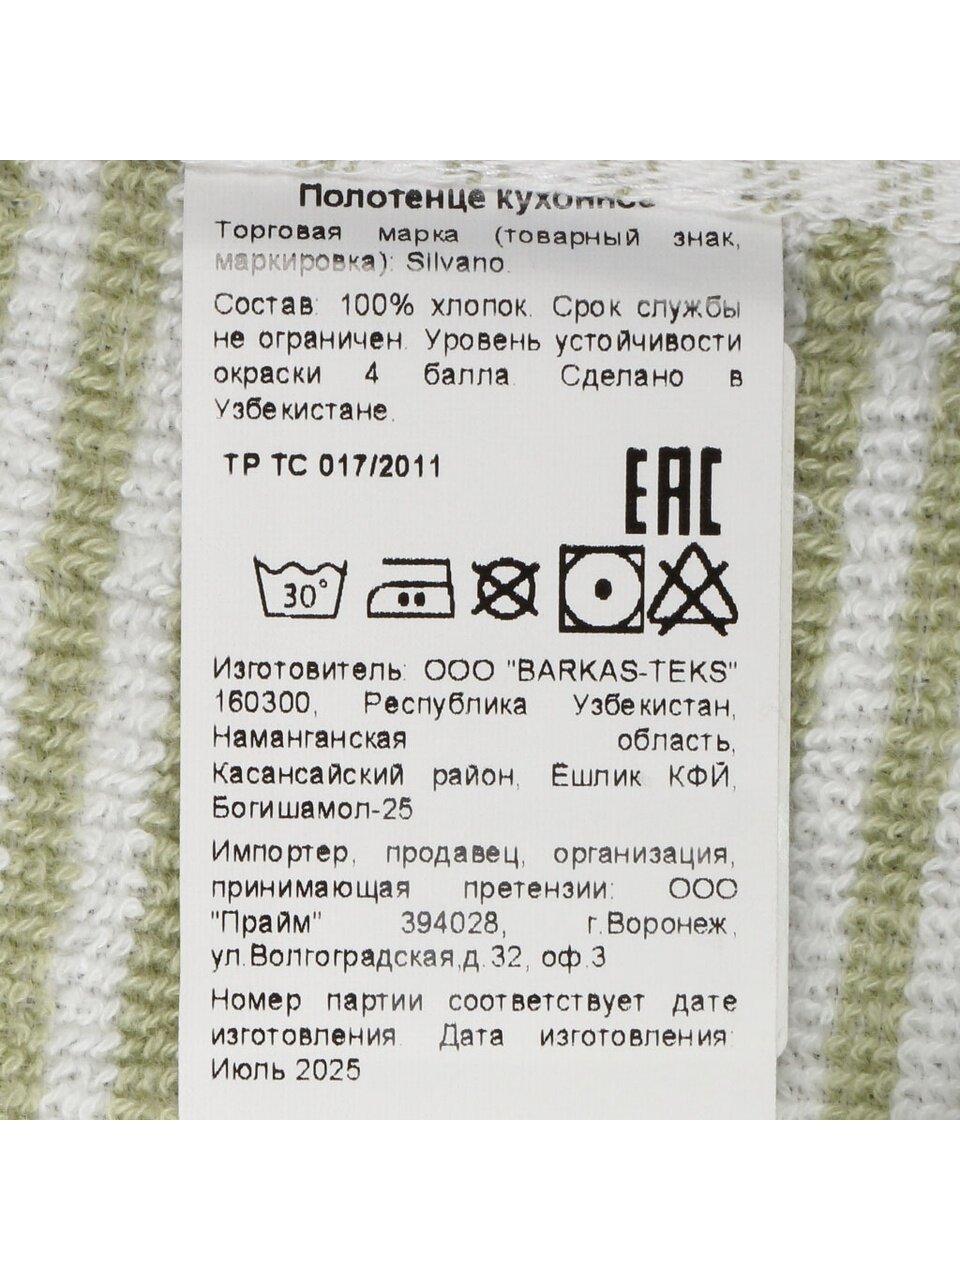 Полотенце кухонное
Торговая марка (товарный знак,
маркировка): Silvano.
Состав: 100% хлопок. Срок службы
не ограничен. Уровень устойчивости
окраски 4 балла. Сделано в
Узбекистане.
ТР ТС 017/2011
ЕАС
30°
Изготовитель: ООО "BARKAS-TEKS"
160300, Республика Узбекистан,
Наманганская область,
Касансайский район, Ешлик КФЙ,
Богишамол-25
Импортер, продавец, организация,
принимающая претензии: ООО
"Прайм" 394028, г.Воронеж,
ул.Волгоградская,д.32, оф.3
Номер партии соответствует дате
изготовления. Дата изготовления:
Июль 2025